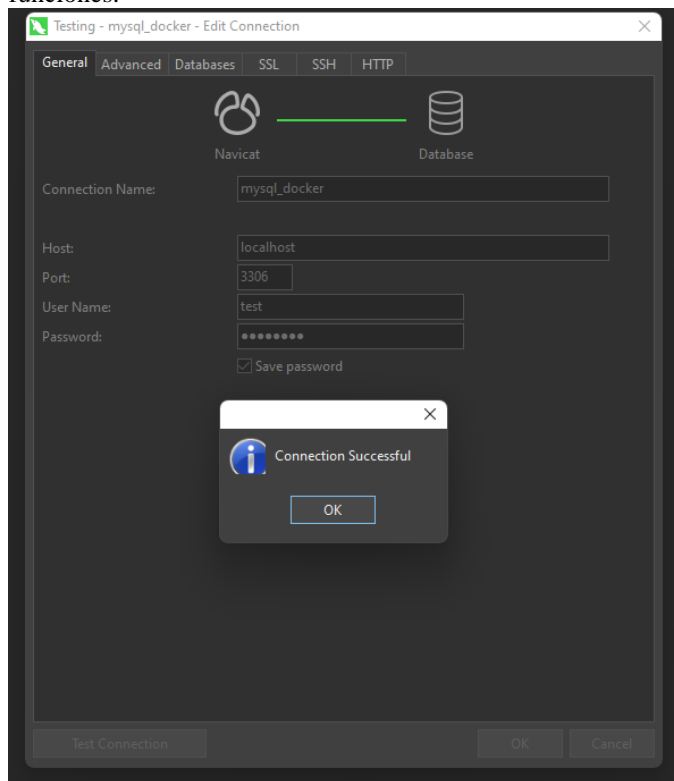 funciones.
Testing - mysql_docker - Edit Connection
General Advanced Databases SSL SSH HTTP
Navicat Database
Connection Name: mysql_docker
Host: localhost
Port: 3306
User Name: test
Password: ●●●●●●●●
Save password
Connection Successful
OK
Test Connection OK Cancel